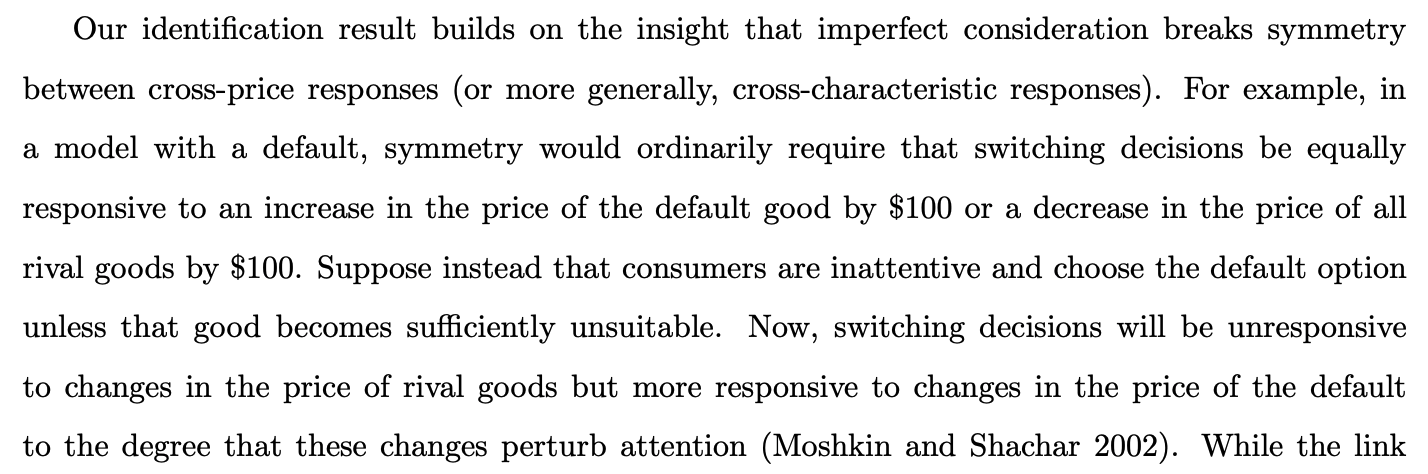 Our identification result builds on the insight that imperfect consideration breaks symmetry
between cross-price responses (or more generally, cross-characteristic responses). For example, in
a model with a default, symmetry would ordinarily require that switching decisions be equally
responsive to an increase in the price of the default good by $100 or a decrease in the price of all
rival goods by $100. Suppose instead that consumers are inattentive and choose the default option
unless that good becomes sufficiently unsuitable. Now, switching decisions will be unresponsive
to changes in the price of rival goods but more responsive to changes in the price of the default
to the degree that these changes perturb attention (Moshkin and Shachar 2002). While the link